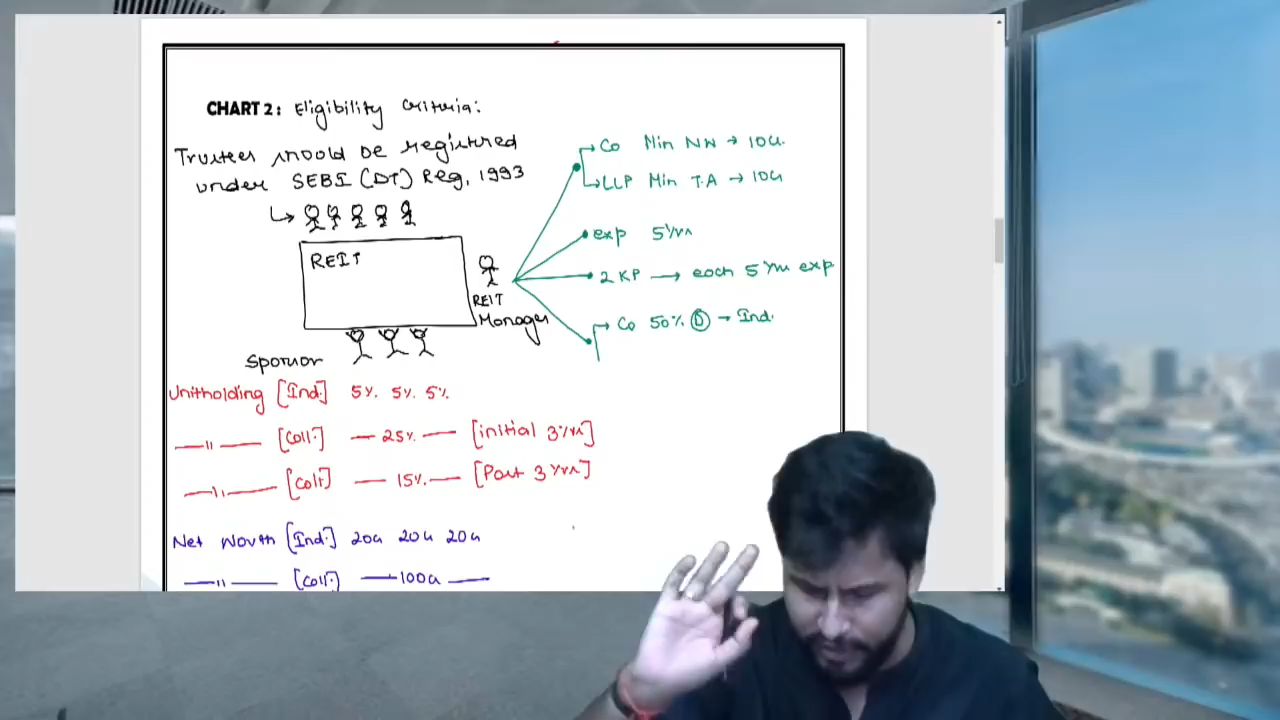 CHART 2: Eligibility Criteria:
Trustees should be registered
under SEBI (DT) Reg, 1993
REIT
REIT
Manager
Sponsor
Co Min NW → 10cr
LLP Min T.A → 10cr
exp 5 yrs
2 KP → each 5 yrs exp
Co 50% (D) → Ind.
Unitholding [Ind.] 5% 5% 5%
— " — [Coll.] — 25% — [initial 3 yrs]
— " — [Coll.] — 15% — [Post 3 yrs]
Net Worth [Ind.] 20cr 20cr 20cr
— " — [Coll.] — 100cr —